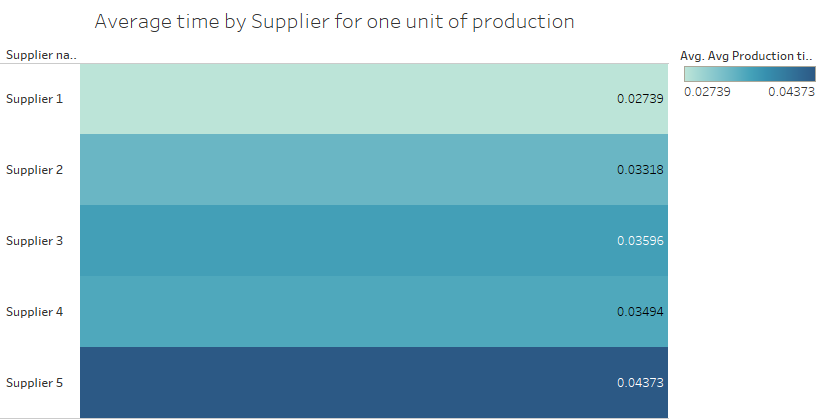 Average time by Supplier for one unit of production
Supplier na..
Supplier 1
0.02739
Supplier 2
0.03318
Supplier 3
0.03596
Supplier 4
0.03494
Supplier 5
0.04373
Avg. Avg Production ti..
0.02739 0.04373